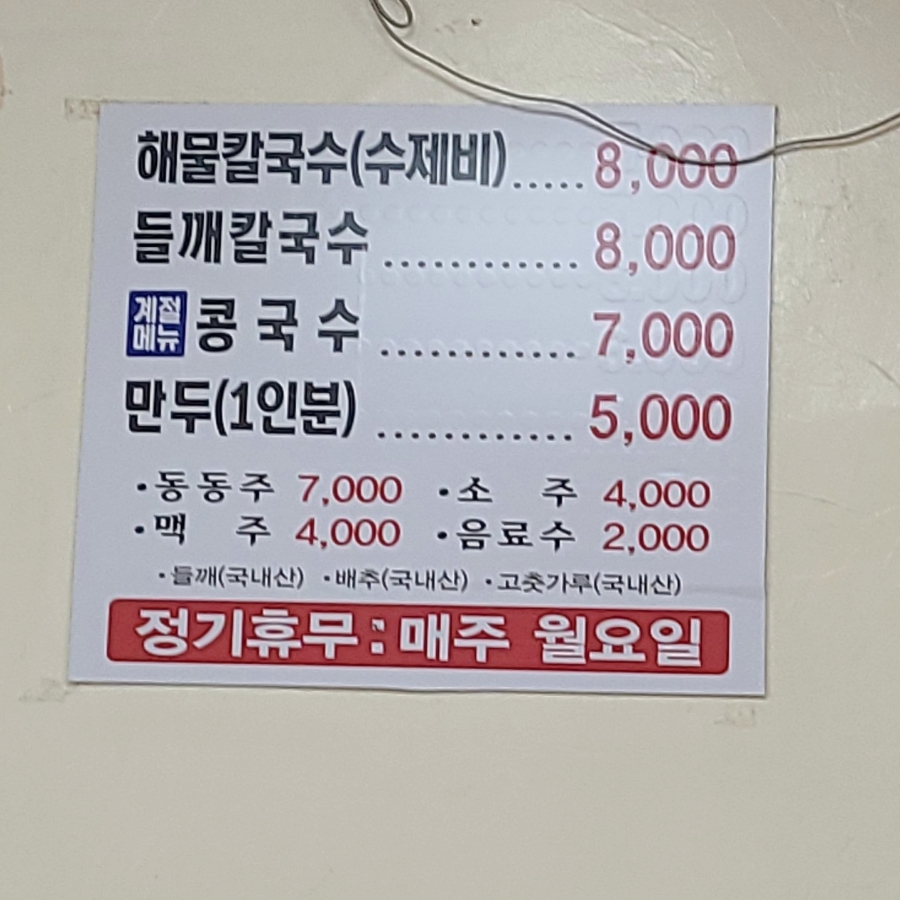 해물칼국수(수제비).....8,000
들깨칼국수............8,000
계절메뉴 콩국수............7,000
만두(1인분)............5,000
·동동주 7,000 ·소 주 4,000
·맥 주 4,000 ·음료수 2,000
·들깨(국내산) ·배추(국내산) ·고춧가루(국내산)
정기휴무:매주 월요일